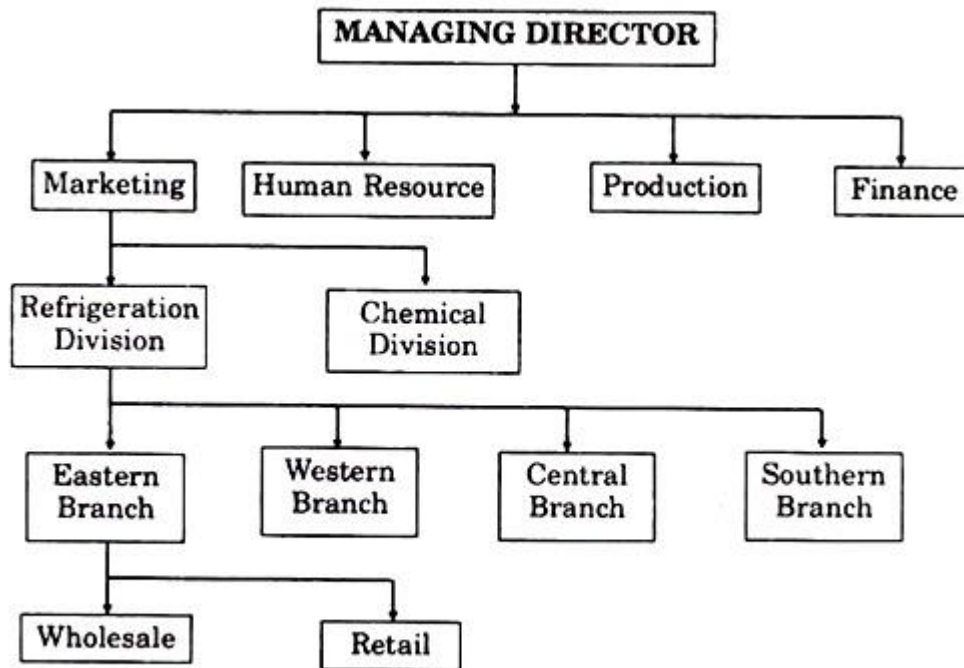 MANAGING DIRECTOR
Marketing
Human Resource
Production
Finance
Refrigeration
Division
Chemical
Division
Eastern
Branch
Western
Branch
Central
Branch
Southern
Branch
Wholesale
Retail